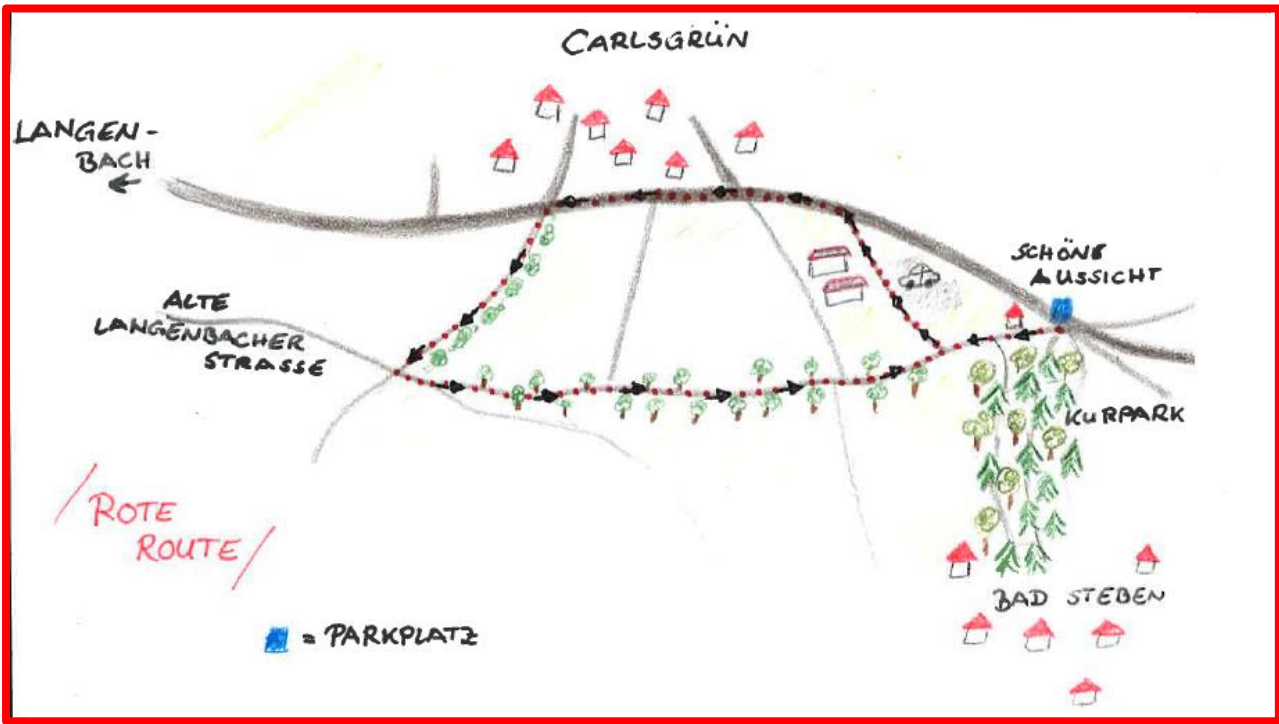 CARLSGRÜN
LANGEN-
BACH
SCHÖNE
AUSSICHT
ALTE
LANGENBACHER
STRASSE
KURPARK
/ROTE
ROUTE/
BAD STEBEN
= PARKPLATZ